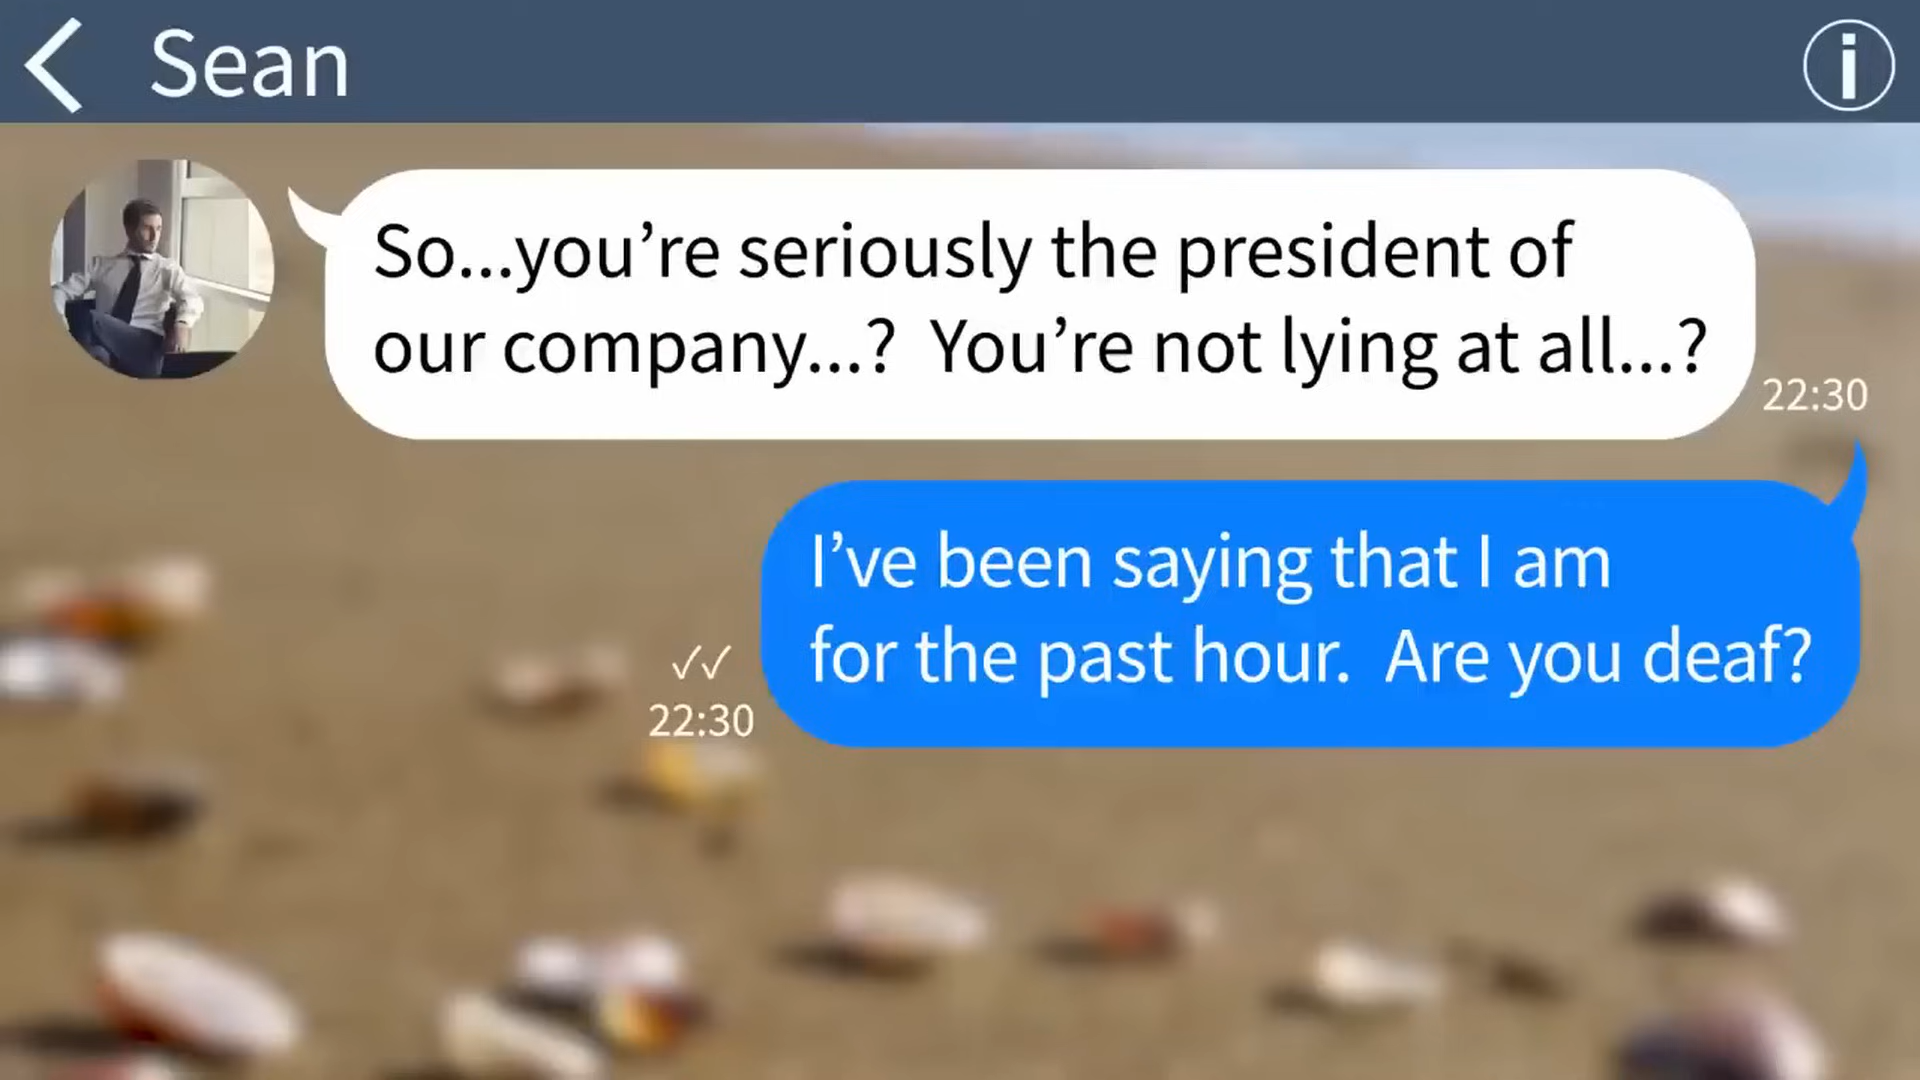 Sean
So...you’re seriously the president of
our company...?  You’re not lying at all...?
22:30
I’ve been saying that I am
for the past hour.  Are you deaf?
✓✓
22:30